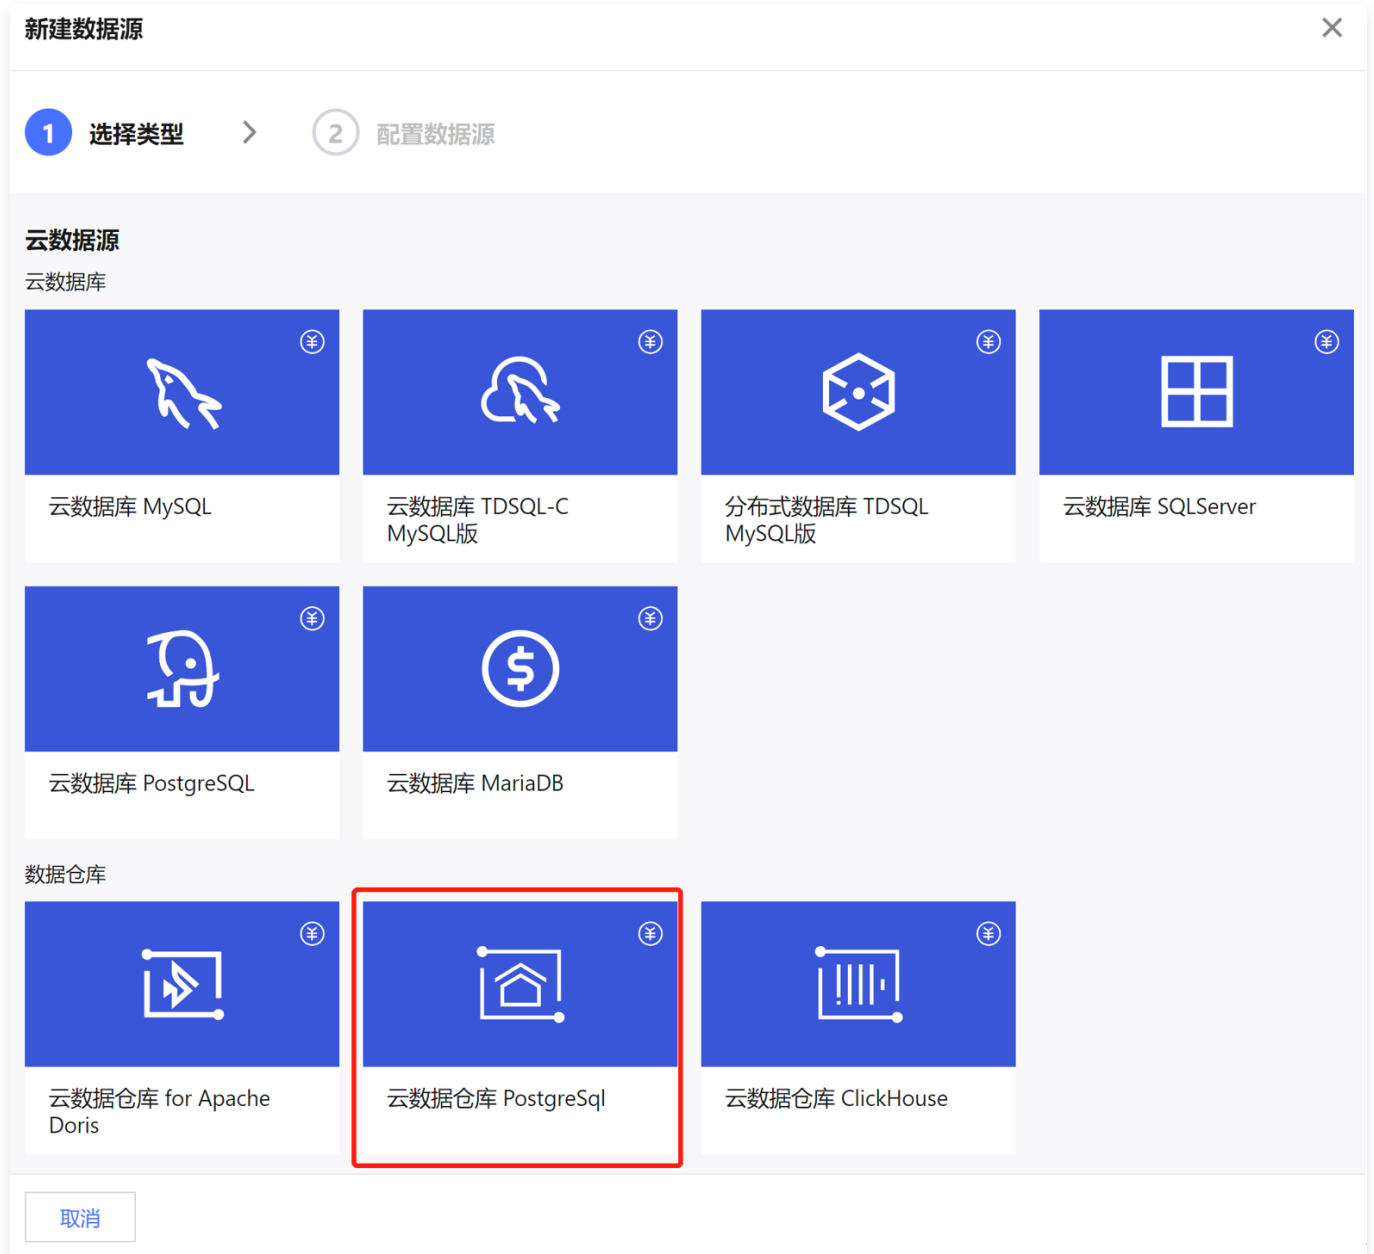 新建数据源
1 选择类型
2 配置数据源
云数据源
云数据库
云数据库 MySQL
云数据库 TDSQL-C
MySQL版
分布式数据库 TDSQL
MySQL版
云数据库 SQLServer
云数据库 PostgreSQL
云数据库 MariaDB
数据仓库
云数据仓库 for Apache
Doris
云数据仓库 PostgreSql
云数据仓库 ClickHouse
取消